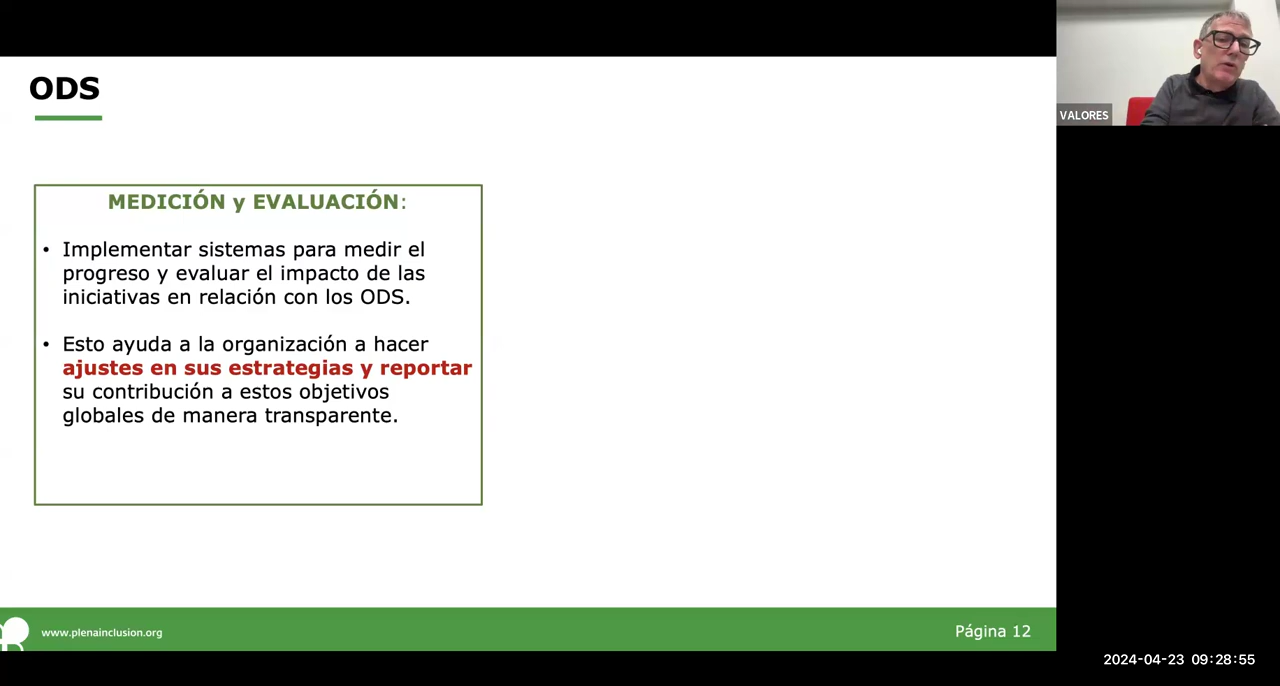 ODS
MEDICIÓN y EVALUACIÓN:
• Implementar sistemas para medir el
progreso y evaluar el impacto de las
iniciativas en relación con los ODS.
• Esto ayuda a la organización a hacer
ajustes en sus estrategias y reportar
su contribución a estos objetivos
globales de manera transparente.
www.plenainclusion.org
Página 12
VALORES
2024-04-23 09:28:55